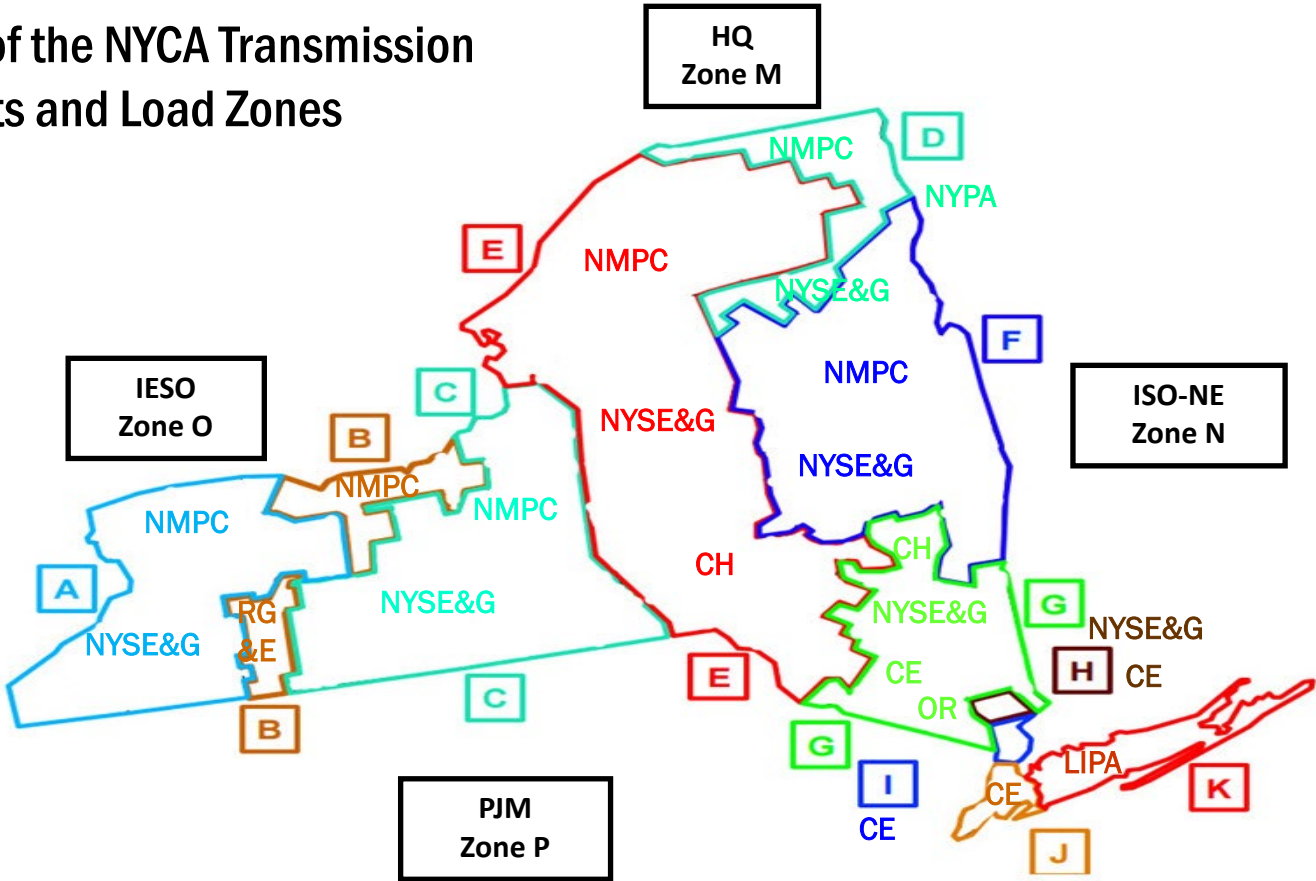 of the NYCA Transmission
ts and Load Zones
HQ
Zone M
D
NMPC
NYPA
E
NMPC
NYSE&G
F
IESO
Zone O
C
NMPC
ISO-NE
Zone N
B
NYSE&G
NMPC
NYSE&G
NMPC
NMPC
CH
CH
A
NYSE&G
RG
&E
NYSE&G
NYSE&G
G
NYSE&G
H
CE
E
CE
OR
C
B
G
I
CE
LIPA
CE
K
J
PJM
Zone P